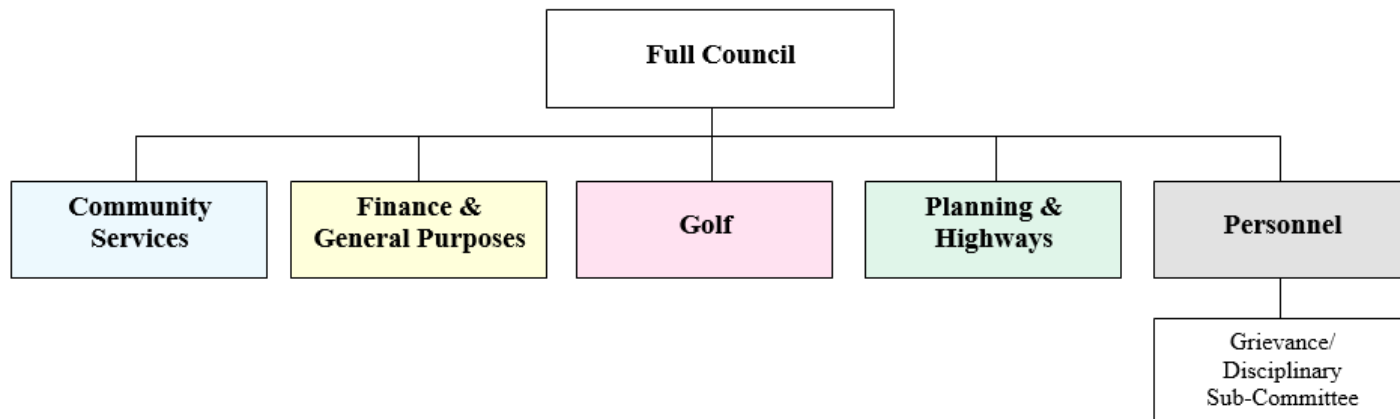 Full Council
Community
Services
Finance &
General Purposes
Golf
Planning &
Highways
Personnel
Grievance/
Disciplinary
Sub-Committee